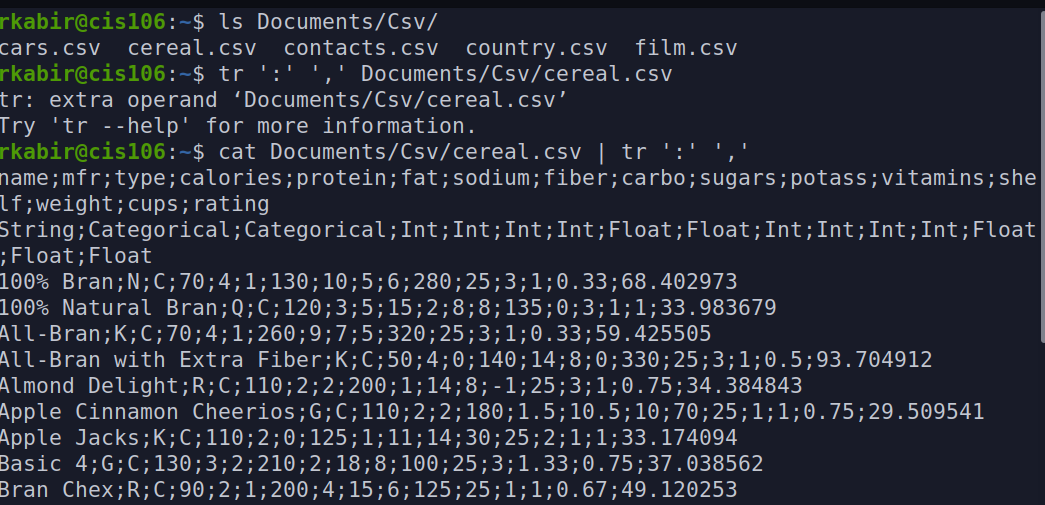 rkabir@cis106:~$ ls Documents/Csv/
cars.csv  cereal.csv  contacts.csv  country.csv  film.csv
rkabir@cis106:~$ tr ':' ',' Documents/Csv/cereal.csv
tr: extra operand ‘Documents/Csv/cereal.csv’
Try 'tr --help' for more information.
rkabir@cis106:~$ cat Documents/Csv/cereal.csv | tr ':' ','
name;mfr;type;calories;protein;fat;sodium;fiber;carbo;sugars;potass;vitamins;she
lf;weight;cups;rating
String;Categorical;Categorical;Int;Int;Int;Int;Float;Float;Int;Int;Int;Int;Float
;Float;Float
100% Bran;N;C;70;4;1;130;10;5;6;280;25;3;1;0.33;68.402973
100% Natural Bran;Q;C;120;3;5;15;2;8;8;135;0;3;1;1;33.983679
All-Bran;K;C;70;4;1;260;9;7;5;320;25;3;1;0.33;59.425505
All-Bran with Extra Fiber;K;C;50;4;0;140;14;8;0;330;25;3;1;0.5;93.704912
Almond Delight;R;C;110;2;2;200;1;14;8;-1;25;3;1;0.75;34.384843
Apple Cinnamon Cheerios;G;C;110;2;2;180;1.5;10.5;10;70;25;1;1;0.75;29.509541
Apple Jacks;K;C;110;2;0;125;1;11;14;30;25;2;1;1;33.174094
Basic 4;G;C;130;3;2;210;2;18;8;100;25;3;1.33;0.75;37.038562
Bran Chex;R;C;90;2;1;200;4;15;6;125;25;1;1;0.67;49.120253